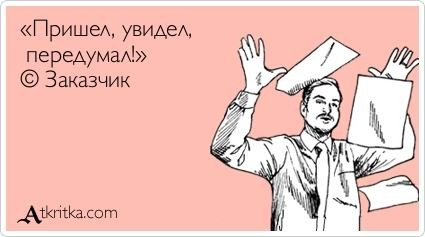 «Пришел, увидел,
передумал!»
© Заказчик
Atkritka.com